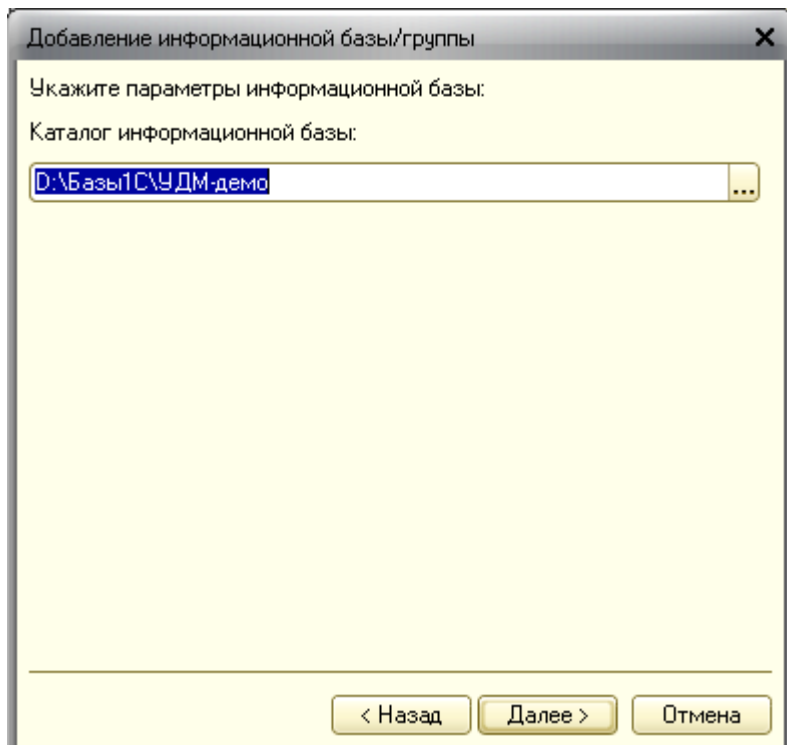 Добавление информационной базы/группы
Укажите параметры информационной базы:
Каталог информационной базы:
D:\Базы1С\УДМ-демо
...
< Назад Далее > Отмена